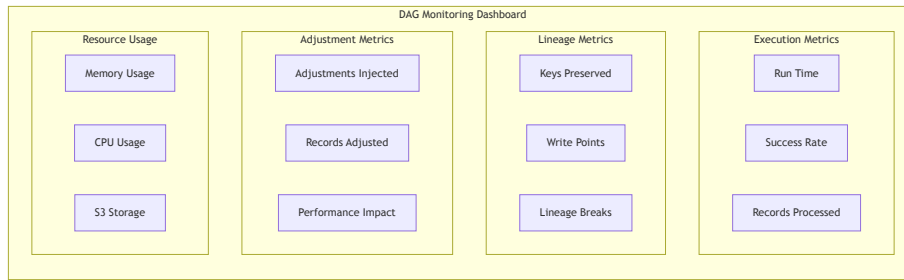 DAG Monitoring Dashboard
Resource Usage
Memory Usage
CPU Usage
S3 Storage
Adjustment Metrics
Adjustments Injected
Records Adjusted
Performance Impact
Lineage Metrics
Keys Preserved
Write Points
Lineage Breaks
Execution Metrics
Run Time
Success Rate
Records Processed